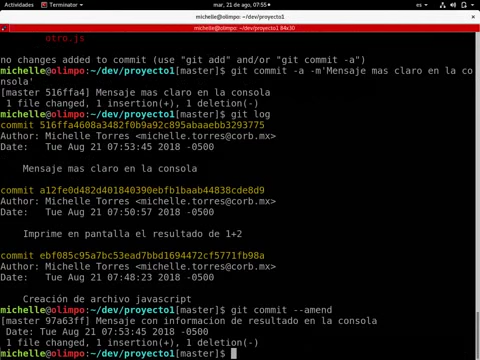 Actividades Terminator mar, 21 de ago, 07:55 es
michelle@olimpo:~/dev/proyecto1
michelle@olimpo:~/dev/proyecto1 84x30
otro.js
no changes added to commit (use "git add" and/or "git commit -a")
michelle@olimpo:~/dev/proyecto1[master]$ git commit -a -m'Mensaje mas claro en la co
nsola'
[master 516ffa4] Mensaje mas claro en la consola
1 file changed, 1 insertion(+), 1 deletion(-)
michelle@olimpo:~/dev/proyecto1[master]$ git log
commit 516ffa4608a3482f0b9a92c895abaaebb3293775
Author: Michelle Torres <michelle.torres@corb.mx>
Date: Tue Aug 21 07:53:45 2018 -0500
Mensaje mas claro en la consola
commit a12fe0d482d401840390ebfb1baab44838cde8d9
Author: Michelle Torres <michelle.torres@corb.mx>
Date: Tue Aug 21 07:50:57 2018 -0500
Imprime en pantalla el resultado de 1+2
commit ebf085c95a7bc53ead7bbd1694472cf5771fb98a
Author: Michelle Torres <michelle.torres@corb.mx>
Date: Tue Aug 21 07:48:23 2018 -0500
Creación de archivo javascript
michelle@olimpo:~/dev/proyecto1[master]$ git commit --amend
[master 97a63ff] Mensaje con informacion de resultado en la consola
Date: Tue Aug 21 07:53:45 2018 -0500
1 file changed, 1 insertion(+), 1 deletion(-)
michelle@olimpo:~/dev/proyecto1[master]$